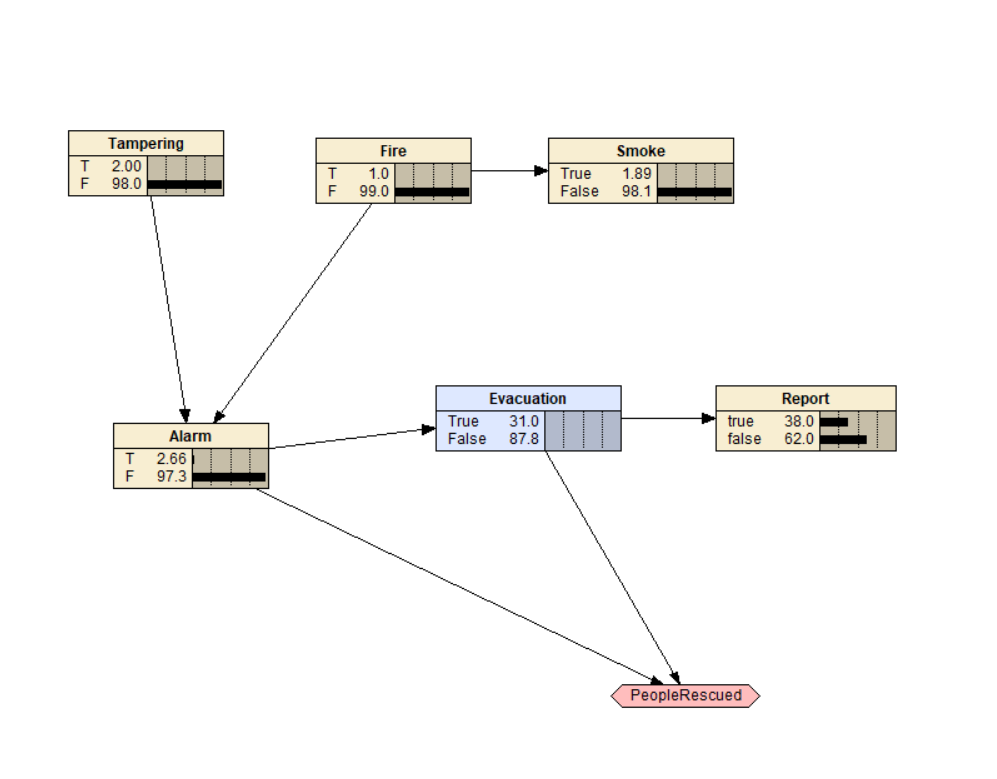 Tampering
T 2.00
F 98.0
Fire
T 1.0
F 99.0
Smoke
True 1.89
False 98.1
Evacuation
True 31.0
False 87.8
Report
true 38.0
false 62.0
Alarm
T 2.66
F 97.3
PeopleRescued